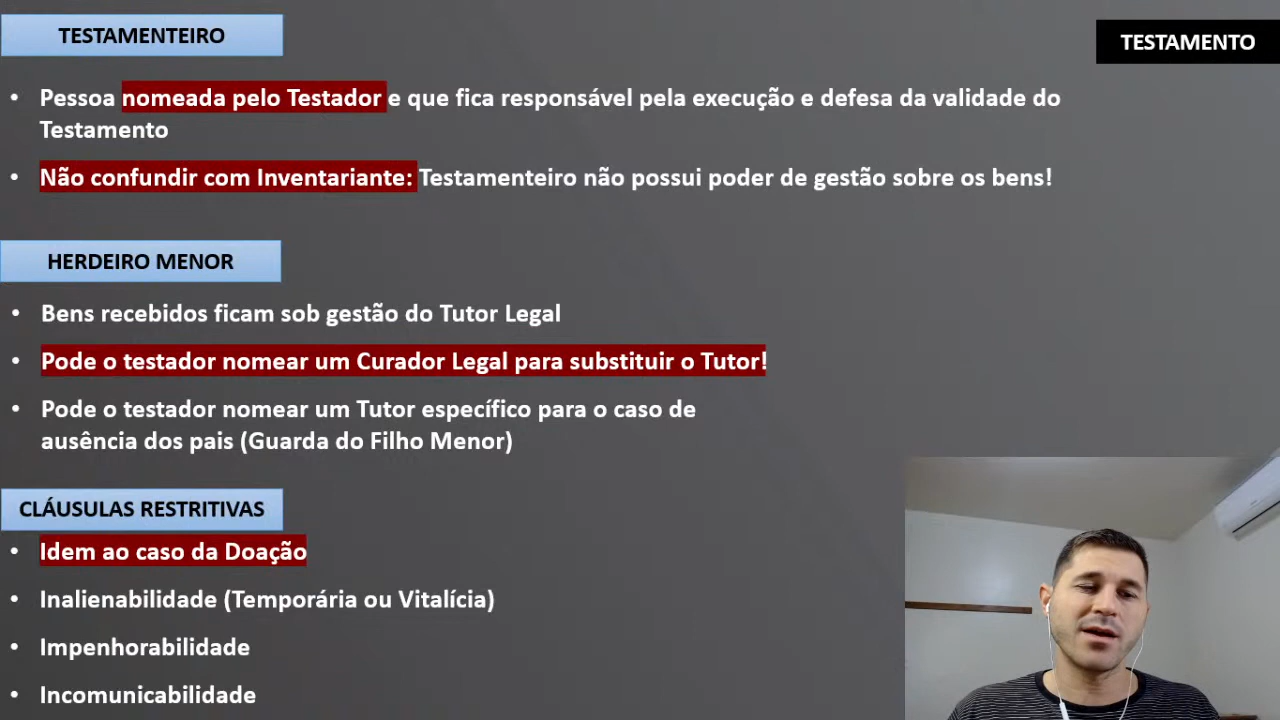 TESTAMENTEIRO
TESTAMENTO
• Pessoa nomeada pelo Testador e que fica responsável pela execução e defesa da validade do
Testamento
• Não confundir com Inventariante: Testamenteiro não possui poder de gestão sobre os bens!
HERDEIRO MENOR
• Bens recebidos ficam sob gestão do Tutor Legal
• Pode o testador nomear um Curador Legal para substituir o Tutor!
• Pode o testador nomear um Tutor específico para o caso de
ausência dos pais (Guarda do Filho Menor)
CLÁUSULAS RESTRITIVAS
• Idem ao caso da Doação
• Inalienabilidade (Temporária ou Vitalícia)
• Impenhorabilidade
• Incomunicabilidade